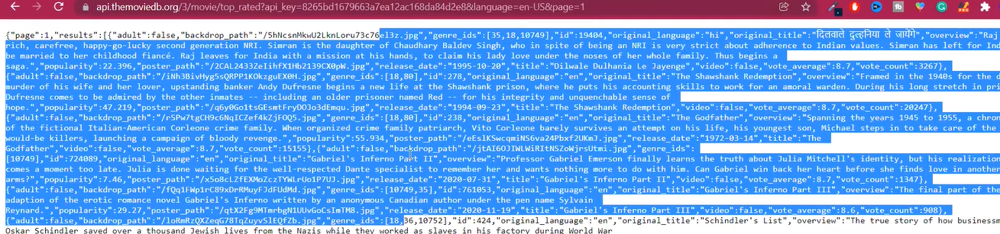 api.themoviedb.org/3/movie/top_rated?api_key=8265bd1679663a7ea12ac168da84d2e8&language=en-US&page=1
{"page":1,"results":[{"adult":false,"backdrop_path":"/5hNcsnMkwU2LknLoru73c76el3z.jpg","genre_ids":[35,18,10749],"id":19404,"original_language":"hi","original_title":"दिलवाले दुल्हनिया ले जायेंगे","overview":"Raj
rich, carefree, happy-go-lucky second generation NRI. Simran is the daughter of Chaudhary Baldev Singh, who in spite of being an NRI is very strict about adherence to Indian values. Simran has left for Ind
be married to her childhood fiancé. Raj leaves for India with a mission at his hands, to claim his lady love under the noses of her whole family. Thus begins a
saga.","popularity":22.396,"poster_path":"/2CAL2433ZeIihfX1Hb2139CX0pW.jpg","release_date":"1995-10-20","title":"Dilwale Dulhania Le Jayenge","video":false,"vote_average":8.7,"vote_count":3267},
{"adult":false,"backdrop_path":"/iNh3BivHyg5sQRPP1KOkzguEX0H.jpg","genre_ids":[18,80],"id":278,"original_language":"en","original_title":"The Shawshank Redemption","overview":"Framed in the 1940s for the
murder of his wife and her lover, upstanding banker Andy Dufresne begins a new life at the Shawshank prison, where he puts his accounting skills to work for an amoral warden. During his long stretch in pri
Dufresne comes to be admired by the other inmates -- including an older prisoner named Red -- for his integrity and unquenchable sense of
hope.","popularity":47.219,"poster_path":"/q6y0Go1tsGEsmtFryDOJo3dEmqu.jpg","release_date":"1994-09-23","title":"The Shawshank Redemption","video":false,"vote_average":8.7,"vote_count":20247},
{"adult":false,"backdrop_path":"/rSPw7tgCH9c6NqICZef4kZjFOQ5.jpg","genre_ids":[18,80],"id":238,"original_language":"en","original_title":"The Godfather","overview":"Spanning the years 1945 to 1955, a chron
of the fictional Italian-American Corleone crime family. When organized crime family patriarch, Vito Corleone barely survives an attempt on his life, his youngest son, Michael steps in to take care of the
would-be killers, launching a campaign of bloody revenge.","popularity":55.934,"poster_path":"/eEslKSwcqmiNS6va24Pbxf2UKmJ.jpg","release_date":"1972-03-14","title":"The
Godfather","video":false,"vote_average":8.7,"vote_count":15155},{"adult":false,"backdrop_path":"/jtAI6OJIWLWiRItNSZoWjrsUtmi.jpg","genre_ids":
[10749],"id":724089,"original_language":"en","original_title":"Gabriel's Inferno Part II","overview":"Professor Gabriel Emerson finally learns the truth about Julia Mitchell's identity, but his realization
comes a moment too late. Julia is done waiting for the well-respected Dante specialist to remember her and wants nothing more to do with him. Can Gabriel win back her heart before she finds love in another
arms?","popularity":7.46,"poster_path":"/x5o8cLZfEXMoZczTYWLrUo1P7UJ.jpg","release_date":"2020-07-31","title":"Gabriel's Inferno Part II","video":false,"vote_average":8.7,"vote_count":1347},
{"adult":false,"backdrop_path":"/fQq1FWp1rC89xDrRMuyFJdFUdMd.jpg","genre_ids":[10749,35],"id":761053,"original_language":"en","original_title":"Gabriel's Inferno Part III","overview":"The final part of the
adaption of the erotic romance novel Gabriel's Inferno written by an anonymous Canadian author under the pen name Sylvain
Reynard.","popularity":29.27,"poster_path":"/qtX2Fg9MTmrbgN1UUvGoCsImTM8.jpg","release_date":"2020-11-19","title":"Gabriel's Inferno Part III","video":false,"vote_average":8.6,"vote_count":908},
{"adult":false,"backdrop_path":"/loRmRzQXZeqG78TqZuyvSlEQfZb.jpg","genre_ids":[18,36,10752],"id":424,"original_language":"en","original_title":"Schindler's List","overview":"The true story of how businessm
Oskar Schindler saved over a thousand Jewish lives from the Nazis while they worked as slaves in his factory during World War